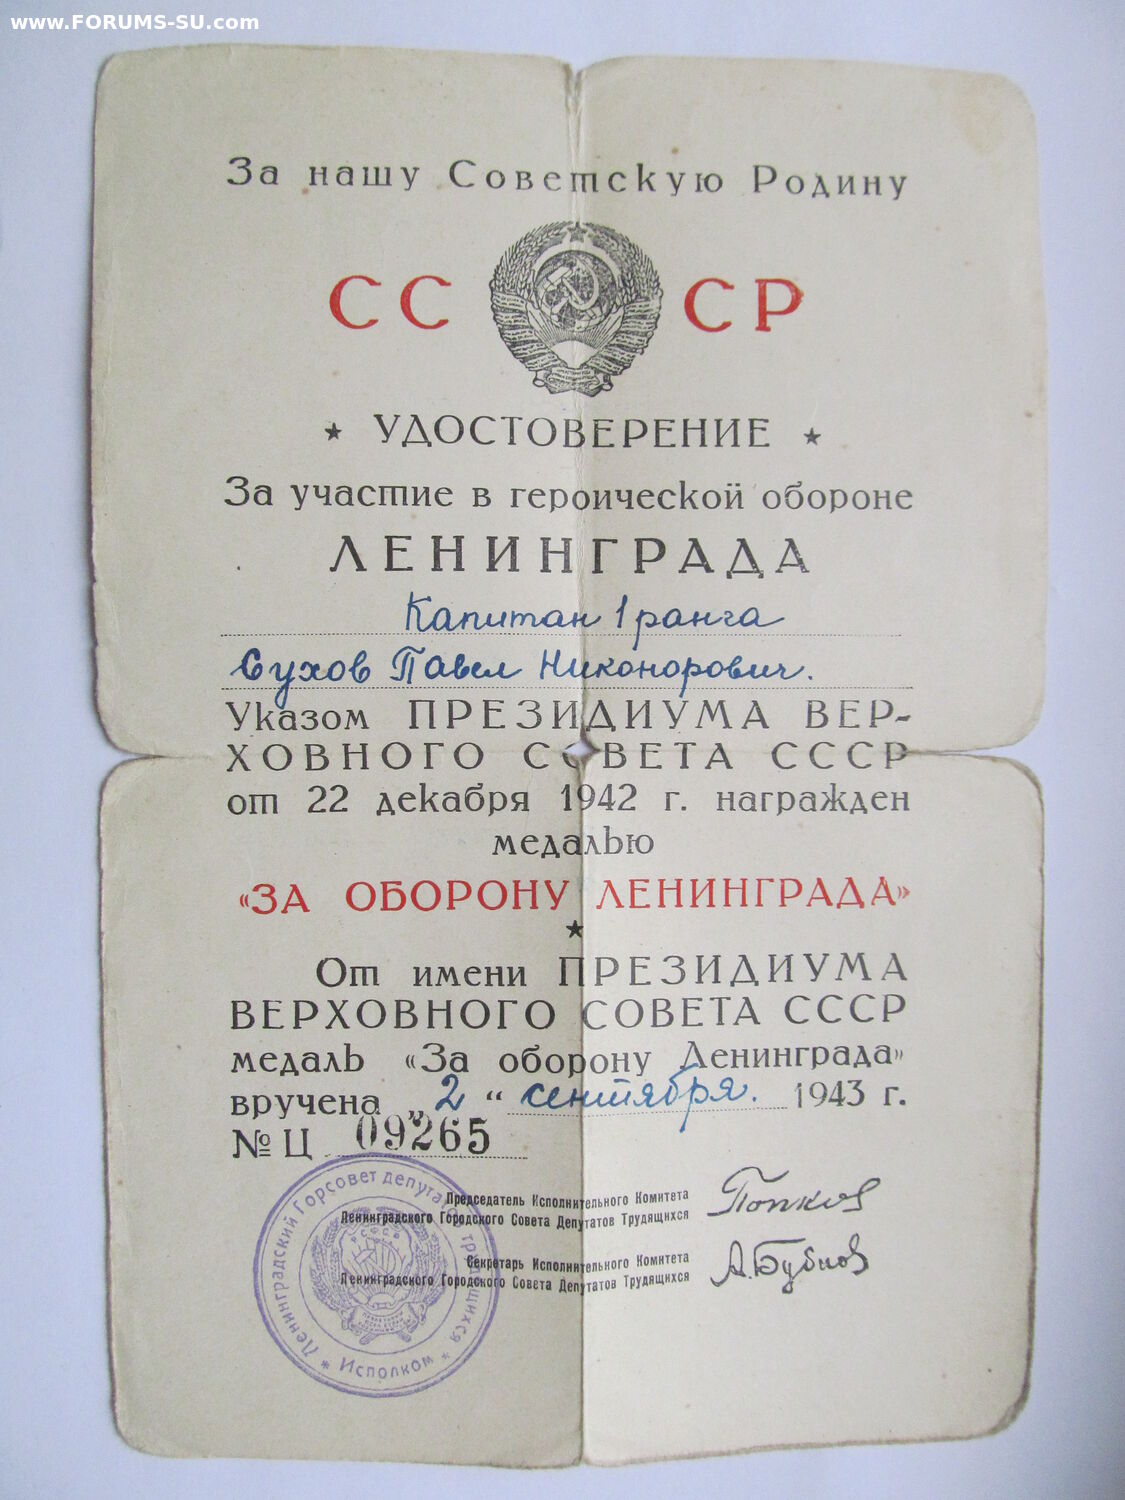 www.FORUMS-SU.com
За нашу Советскую Родину
СССР
★ УДОСТОВЕРЕНИЕ ★
За участие в героической обороне
ЛЕНИНГРАДА
Капитан 1 ранга
Сухов Павел Никонорович.
Указом ПРЕЗИДИУМА ВЕР-
ХОВНОГО СОВЕТА СССР
от 22 декабря 1942 г. награжден
медалью
«ЗА ОБОРОНУ ЛЕНИНГРАДА»
★
От имени ПРЕЗИДИУМА
ВЕРХОВНОГО СОВЕТА СССР
медаль «За оборону Ленинграда»
вручена „2“ сентября. 1943 г.
№ Ц 09265
Председатель Исполнительного Комитета
Ленинградского Городского Совета Депутатов Трудящихся
Попков
Секретарь Исполнительного Комитета
Ленинградского Городского Совета Депутатов Трудящихся
А.Бубнов
Ленинградский Горсовет депутатов трудящихся * Исполком *
РСФСР